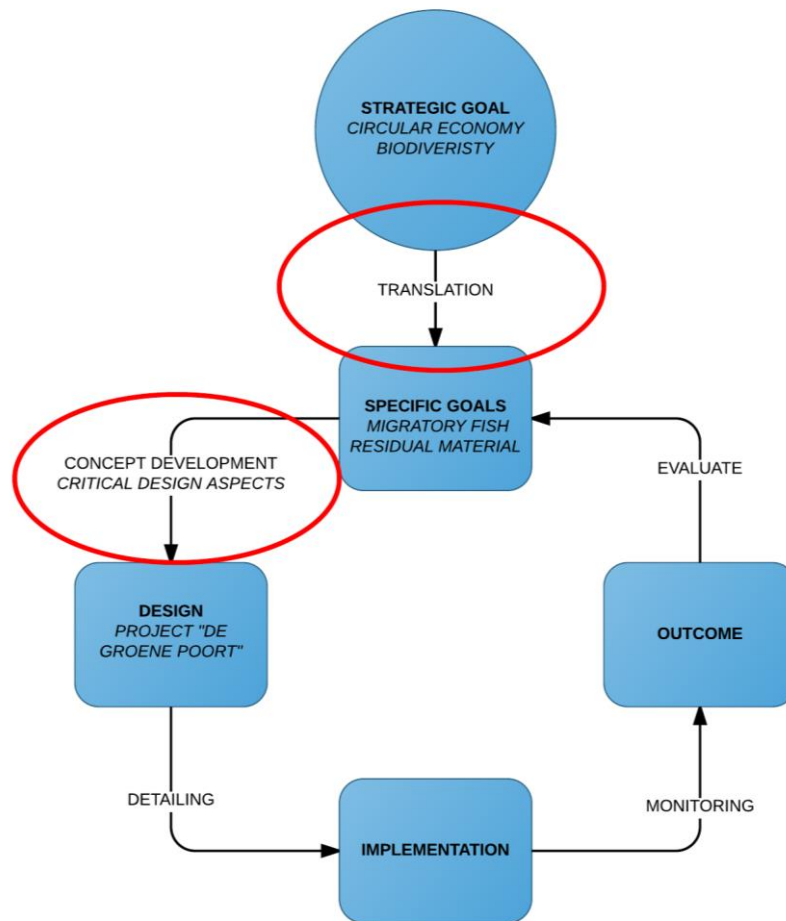 STRATEGIC GOAL
CIRCULAR ECONOMY
BIODIVERISTY
TRANSLATION
SPECIFIC GOALS
MIGRATORY FISH
RESIDUAL MATERIAL
CONCEPT DEVELOPMENT
CRITICAL DESIGN ASPECTS
EVALUATE
DESIGN
PROJECT "DE
GROENE POORT"
OUTCOME
DETAILING
MONITORING
IMPLEMENTATION